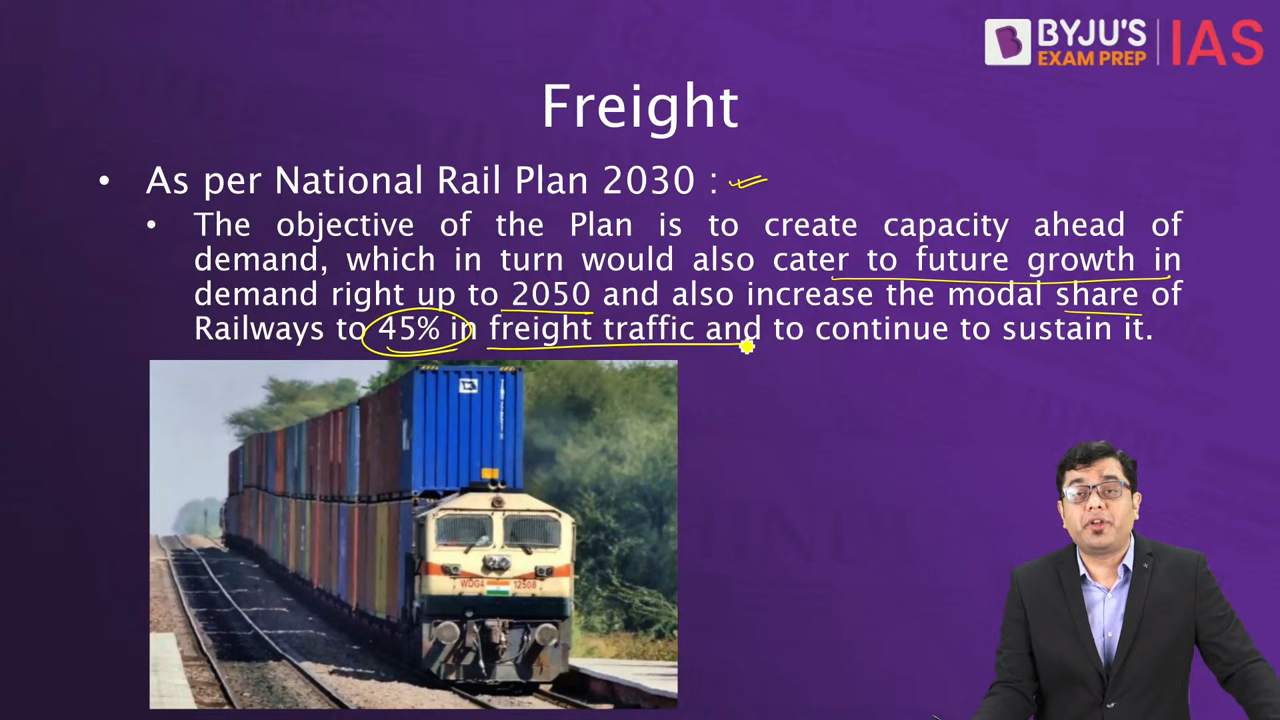 BYJU'S
EXAM PREP
IAS
Freight
• As per National Rail Plan 2030 :
• The objective of the Plan is to create capacity ahead of
demand, which in turn would also cater to future growth in
demand right up to 2050 and also increase the modal share of
Railways to 45% in freight traffic and to continue to sustain it.
WDG4 12508